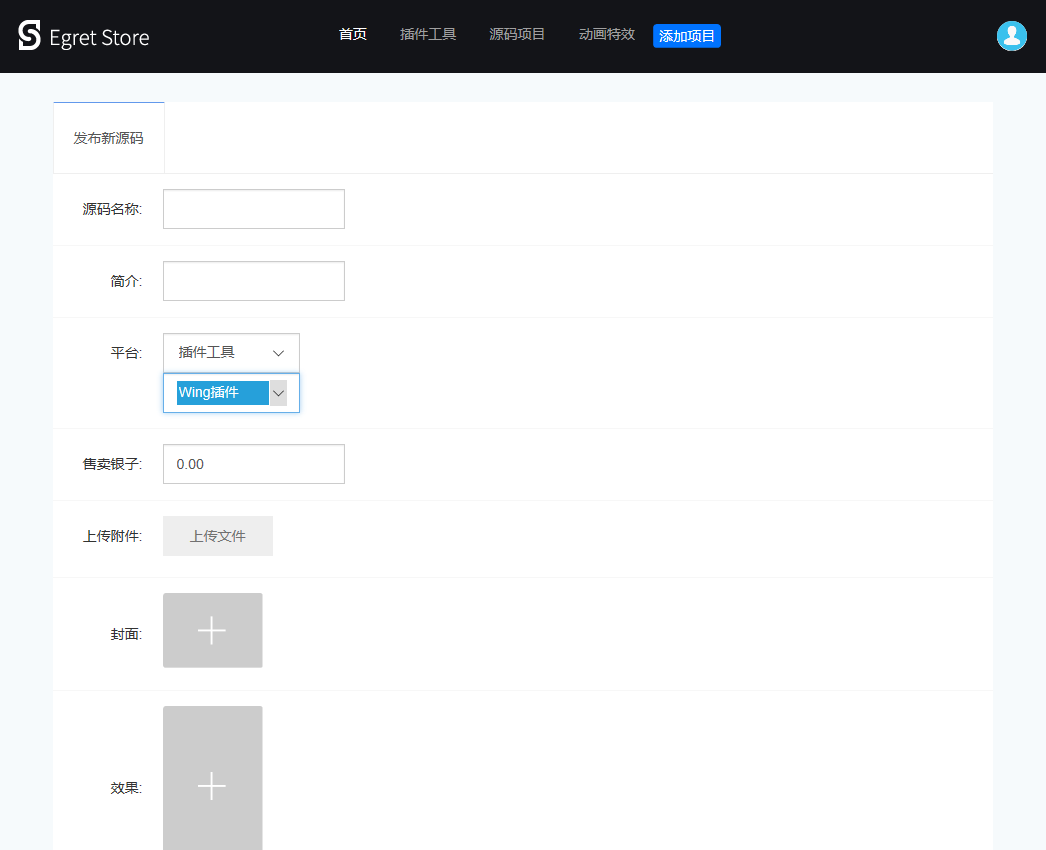 Egret Store
首页 插件工具 源码项目 动画特效 添加项目
发布新源码
源码名称:
简介:
平台: 插件工具
Wing插件
售卖银子: 0.00
上传附件: 上传文件
封面:
效果: